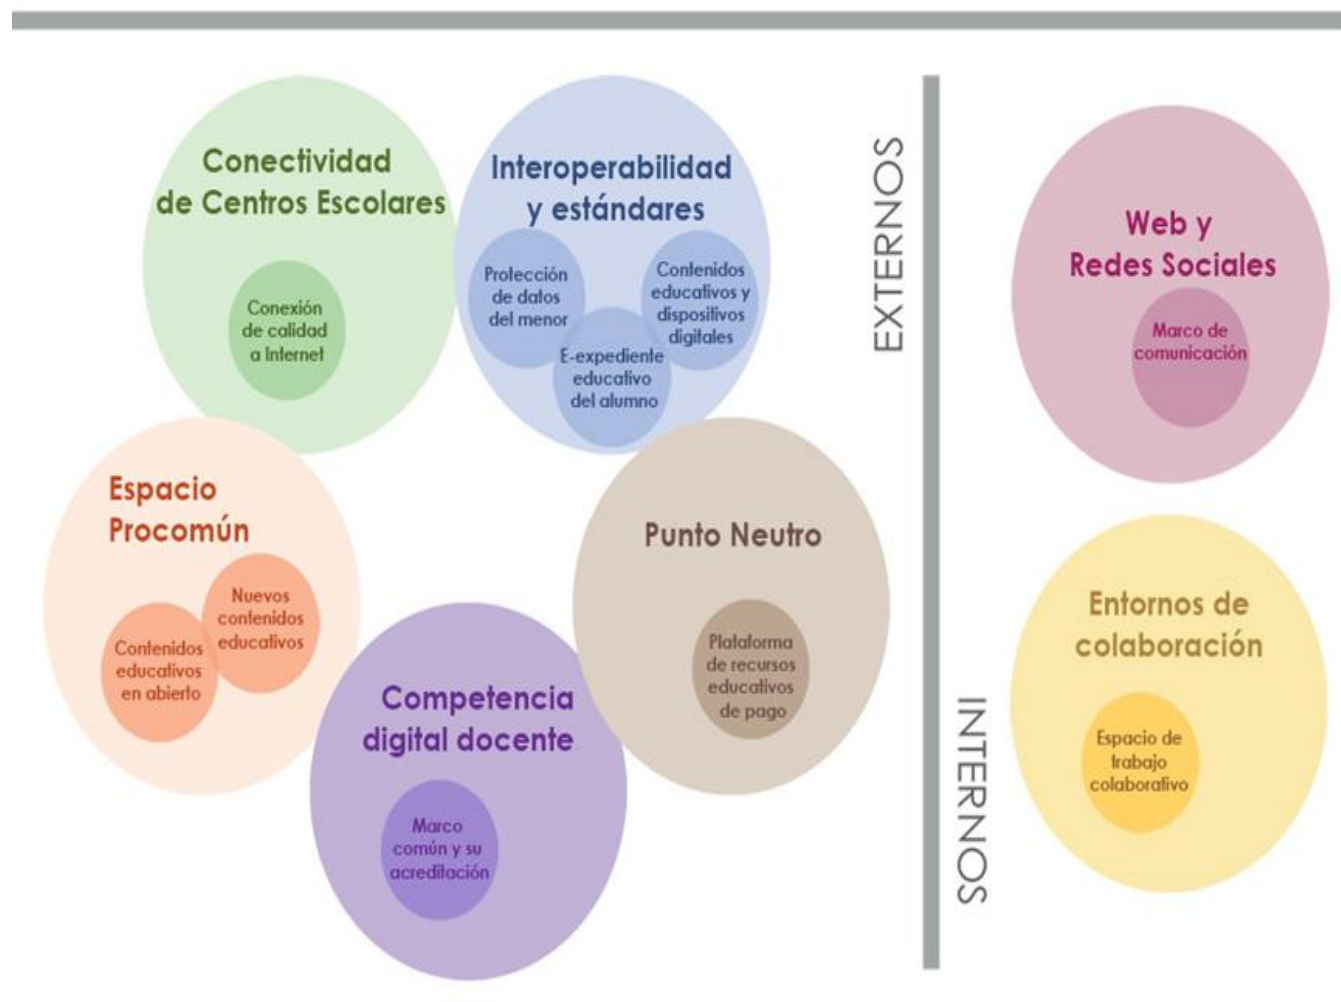 Conectividad
de Centros Escolares
Conexión
de calidad
a Internet
Interoperabilidad
y estándares
Protección
de datos
del menor
Contenidos
educativos y
dispositivos
digitales
E-expediente
educativo
del alumno
Espacio
Procomún
Nuevos
contenidos
educativos
Contenidos
educativos
en abierto
Competencia
digital docente
Marco
común y su
acreditación
Punto Neutro
Plataforma
de recursos
educativos
de pago
EXTERNOS
INTERNOS
Web y
Redes Sociales
Marco de
comunicación
Entornos de
colaboración
Espacio de
trabajo
colaborativo